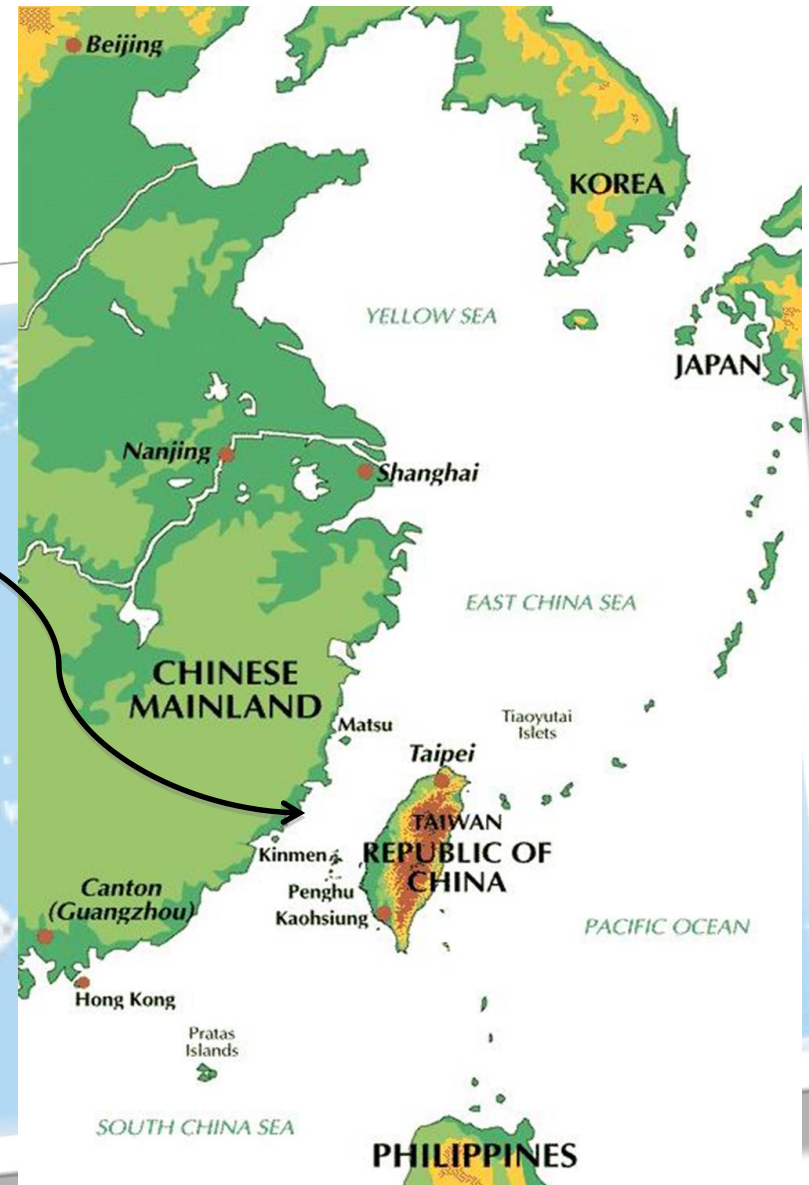 Beijing
KOREA
YELLOW SEA
JAPAN
Nanjing
Shanghai
EAST CHINA SEA
CHINESE
MAINLAND
Matsu
Tiaoyutai
Islets
Taipei
TAIWAN
REPUBLIC OF
CHINA
Kinmen
Penghu
Kaohsiung
Canton
(Guangzhou)
PACIFIC OCEAN
Hong Kong
Pratas
Islands
SOUTH CHINA SEA
PHILIPPINES